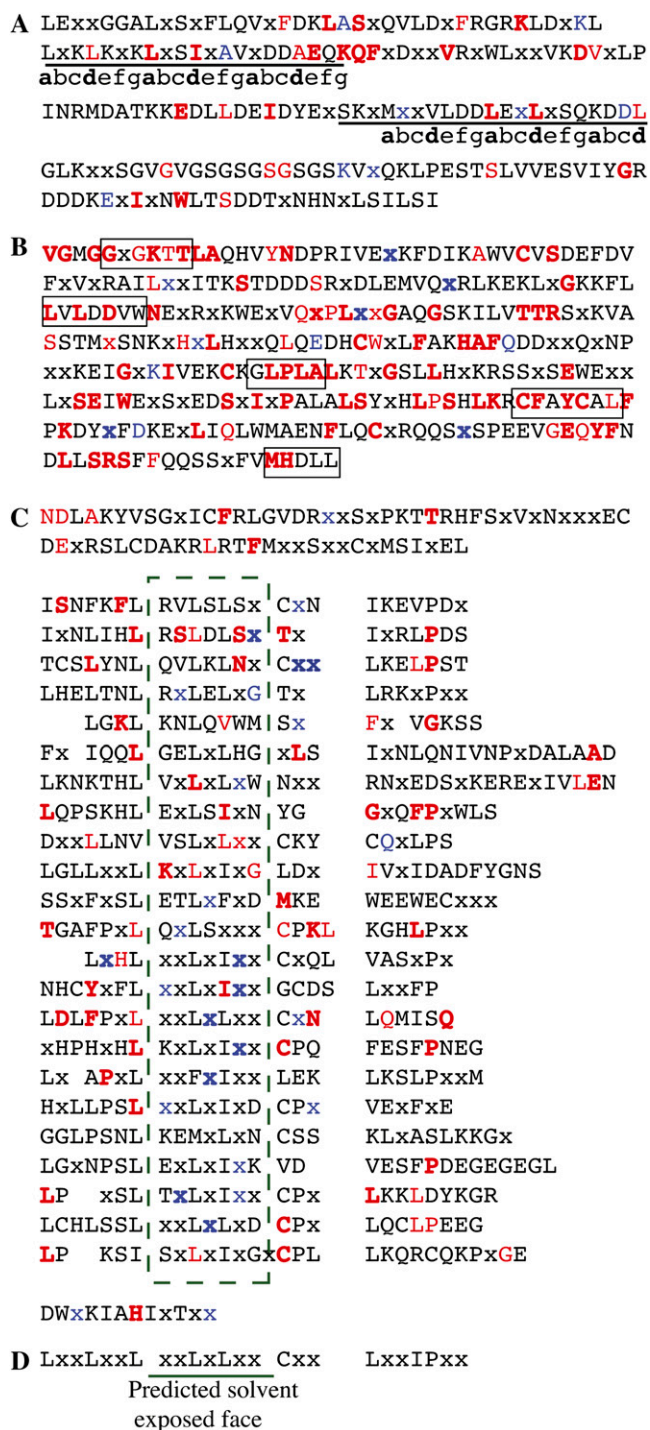 A LExxGGALxSxFLQVxFDKLASxQVLDxFRGRKLDxKL
LxKLKxKLxSIxAVxDDAEQKQFxDxxVRxWLxxVKDVxLP
abcdefgabcdefgabcdefg
INRMDATKKEDLLDEIDYExSKxMxxVLDDLExLxSQKDDL
abcdefgabcdefgabcd
GLKxxSGVGVGSGSGSGSGSKVxQKLPESTSLVVESVIYGR
DDDKExIxNWLTSDDTxNHNxLSILSI
B VGMGGGxGKTTLAQHVYNDPRIVExKFDIKAWVCVSDEFDV
FxVxRAILxxITKSTDDDSRxDLEMVQxRLKEKLxGKKFL
LVLDDVWNExRxKWExVQxPLxxGAQGSKILVTTRSxKVA
SSTMxSNKxHxLHxxQLQEDHCWxLFAKHAFQDDxxQxNP
xxKEIGxKIVEKCKGLPLALKTxGSLLHxKRSSxSEWExx
LxSEIWExSxEDSxIxPALALSYxHLPSHLKRCFAYCALF
PKDYxFDKExLIQLWMAENFLQCxRQQSxSPEEVGEQYFN
DLLSRSFFQQSSxFVMHDLL
C NDLAKYVSGxICFRLGVDRxxSxPKTTRHFSxVxNxxxEC
DExRSLCDAKRLRTFMxxSxxCxMSIxEL
ISNFKFL RVLSLSx CxN IKEVPDx
IxNLIHL RSLDLSx Tx IxRLPDS
TCSLYNL QVLKLNx Cxx LKELPST
LHELTNL RxLELxG Tx LRKxPxx
LGKL KNLQVWM Sx Fx VGKSS
Fx IQQL GELxLHG xLS IxNLQNIVNPxDALAAD
LKNKTHL VxLxLxW Nxx RNxEDSxKERExIVLEN
LQPSKHL ExLSIxN YG GxQFPxWLS
DxxLLNV VSLxLxx CKY CQxLPS
LGLLxxL KxLxIxG LDx IVxIDADFYGNS
SSxFxSL ETLxFxD MKE WEEWECxxx
TGAFPxL QxLSxxx CPKL KGHLPxx
LxHL xxLxIxx CxQL VASxPx
NHCYxFL xxLxIxx GCDS LxxFP
LDLFPxL xxLxLxx CxN LQMISQ
xHPHxHL KxLxIxx CPQ FESFPNEG
Lx APxL xxFxIxx LEK LKSLPxxM
HxLLPSL xxLxIxD CPx VExFxE
GGLPSNL KEMxLxN CSS KLxASLKKGx
LGxNPSL ExLxIxK VD VESFPDEGEGEGL
LP xSL TxLxIxx CPx LKKLDYKGR
LCHLSSL xxLxLxD CPx LQCLPEEG
LP KSI SxLxIxGxCPL LKQRCQKPxGE
DWxKIAHIxTxx
D LxxLxxL xxLxLxx Cxx LxxIPxx
Predicted solvent
exposed face